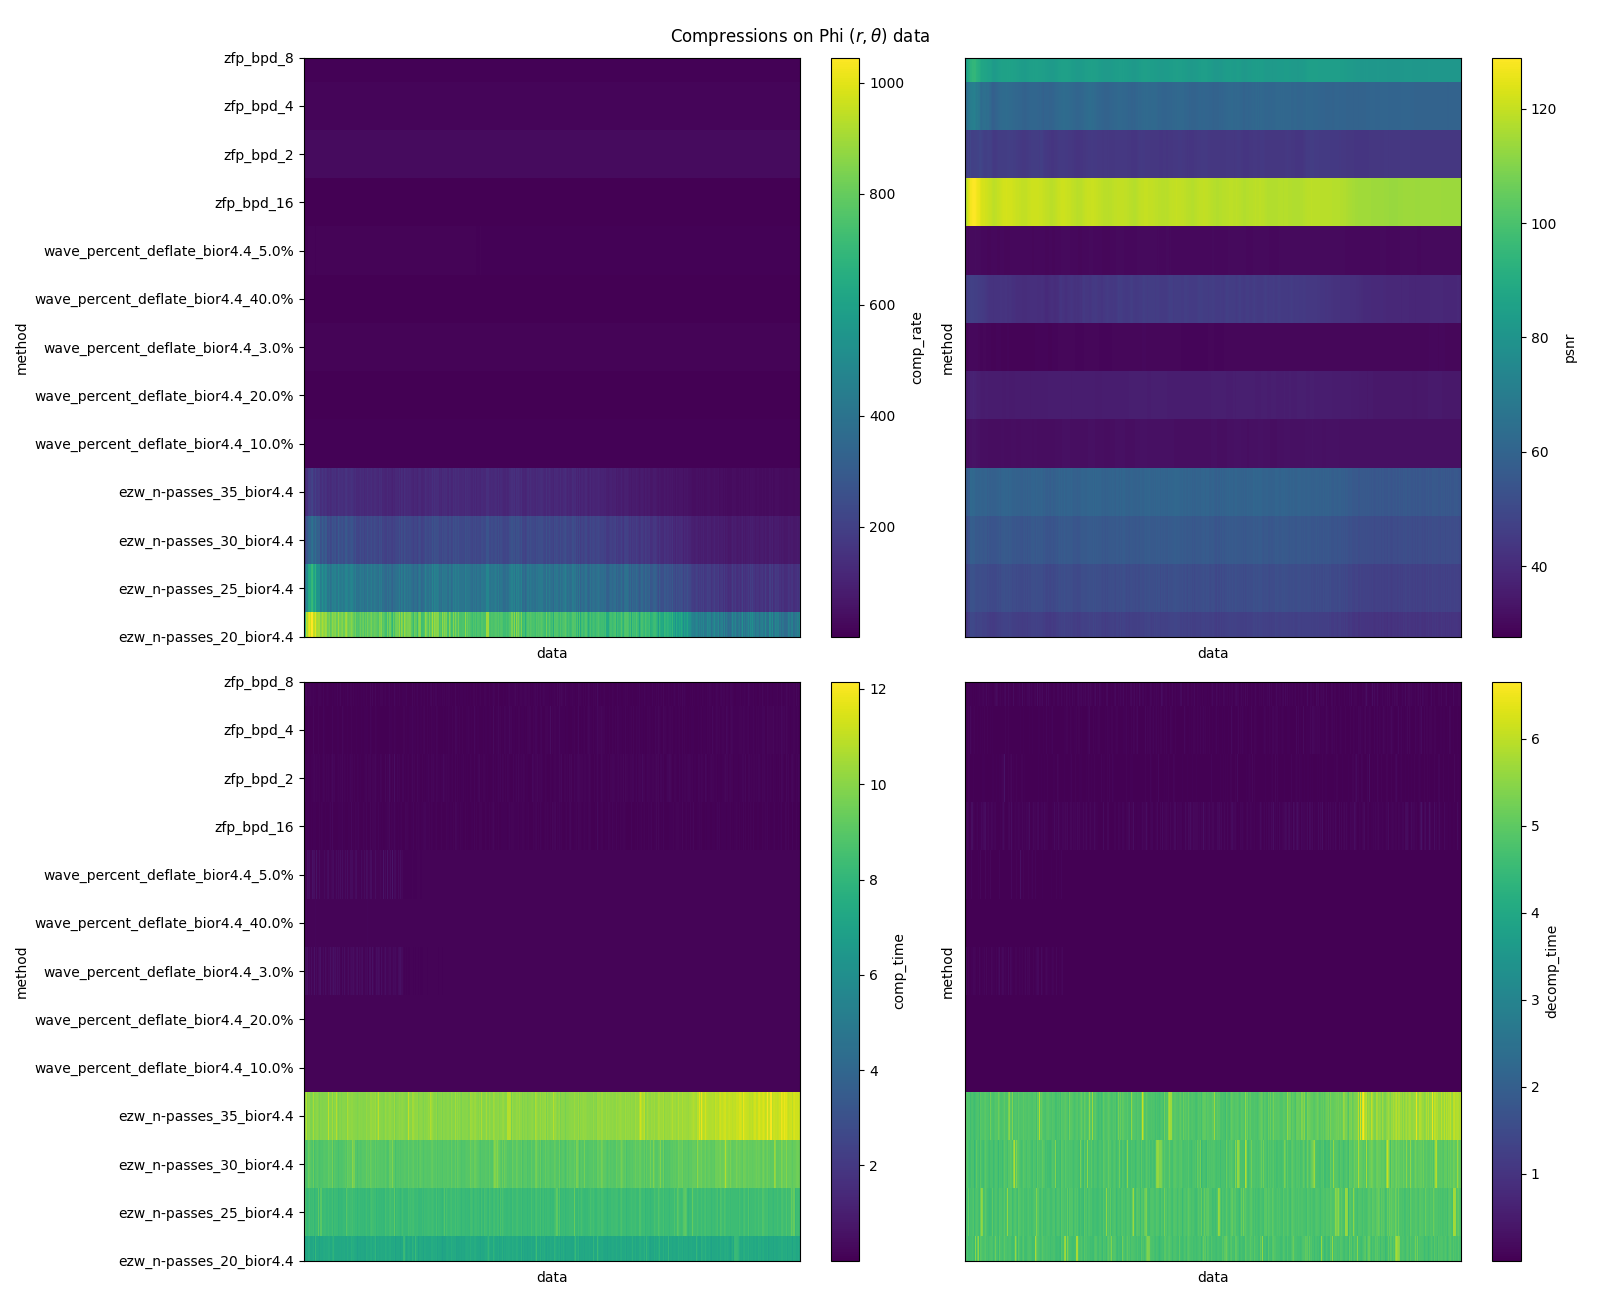 Compressions on Phi (r, θ) data
zfp_bpd_8
zfp_bpd_4
zfp_bpd_2
zfp_bpd_16
wave_percent_deflate_bior4.4_5.0%
wave_percent_deflate_bior4.4_40.0%
wave_percent_deflate_bior4.4_3.0%
wave_percent_deflate_bior4.4_20.0%
wave_percent_deflate_bior4.4_10.0%
ezw_n-passes_35_bior4.4
ezw_n-passes_30_bior4.4
ezw_n-passes_25_bior4.4
ezw_n-passes_20_bior4.4
method
data
1000
800
600
400
200
comp_rate
method
data
120
100
80
60
40
psnr
zfp_bpd_8
zfp_bpd_4
zfp_bpd_2
zfp_bpd_16
wave_percent_deflate_bior4.4_5.0%
wave_percent_deflate_bior4.4_40.0%
wave_percent_deflate_bior4.4_3.0%
wave_percent_deflate_bior4.4_20.0%
wave_percent_deflate_bior4.4_10.0%
ezw_n-passes_35_bior4.4
ezw_n-passes_30_bior4.4
ezw_n-passes_25_bior4.4
ezw_n-passes_20_bior4.4
method
data
12
10
8
6
4
2
comp_time
method
data
6
5
4
3
2
1
decomp_time